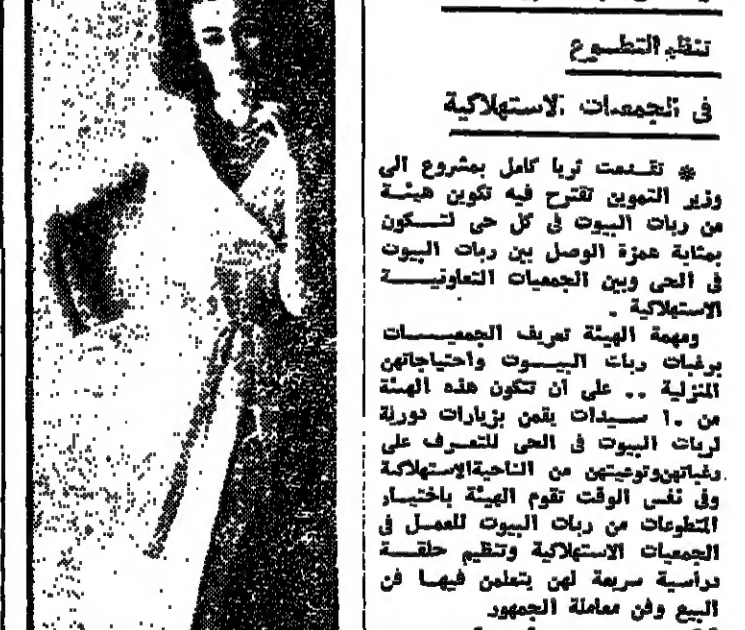 تنظيم التطوع
فى الجمعيات الاستهلاكية
* تقدمت ثريا كامل بمشروع الى
وزير التموين تقترح فيه تكوين هيئة
من ربات البيوت فى كل حى لتكون
بمثابة همزة الوصل بين ربات البيوت
فى الحى وبين الجمعيات التعاونية
الاستهلاكية .
ومهمة الهيئة تعريف الجمعيات
برغبات ربات البيوت واحتياجاتهن
المنزلية .. على ان تتكون هذه الهيئة
من ١٠ سيدات يقمن بزيارات دورية
لربات البيوت فى الحى للتعرف على
رغباتهن وتوعيتهن من الناحية الاستهلاكية
وفى نفس الوقت تقوم الهيئة باختيار
المتطوعات من ربات البيوت للعمل فى
الجمعيات الاستهلاكية وتنظيم حلقة
دراسية سريعة لهن يتعلمن فيها فن
البيع وفن معاملة الجمهور